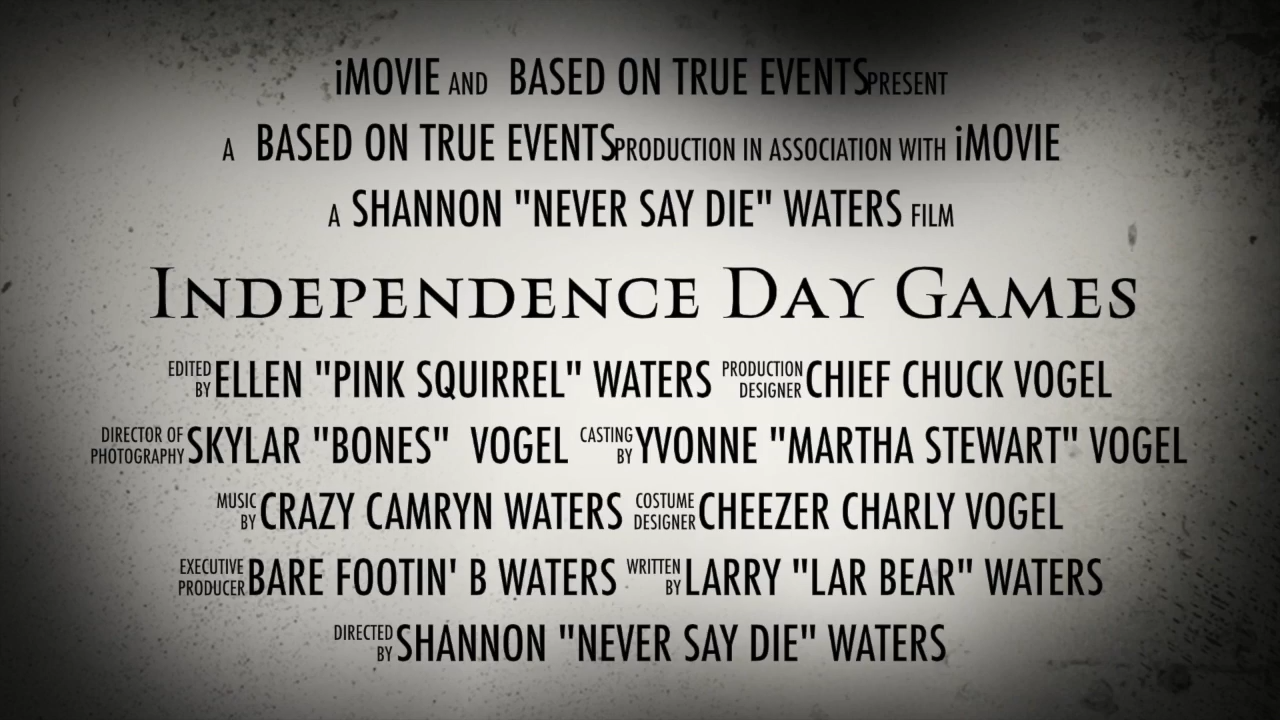 iMOVIE AND BASED ON TRUE EVENTS PRESENT
A BASED ON TRUE EVENTS PRODUCTION IN ASSOCIATION WITH iMOVIE
A SHANNON "NEVER SAY DIE" WATERS FILM
INDEPENDENCE DAY GAMES
EDITED BY ELLEN "PINK SQUIRREL" WATERS PRODUCTION DESIGNER CHIEF CHUCK VOGEL
DIRECTOR OF PHOTOGRAPHY SKYLAR "BONES" VOGEL CASTING BY YVONNE "MARTHA STEWART" VOGEL
MUSIC BY CRAZY CAMRYN WATERS COSTUME DESIGNER CHEEZER CHARLY VOGEL
EXECUTIVE PRODUCER BARE FOOTIN' B WATERS WRITTEN BY LARRY "LAR BEAR" WATERS
DIRECTED BY SHANNON "NEVER SAY DIE" WATERS